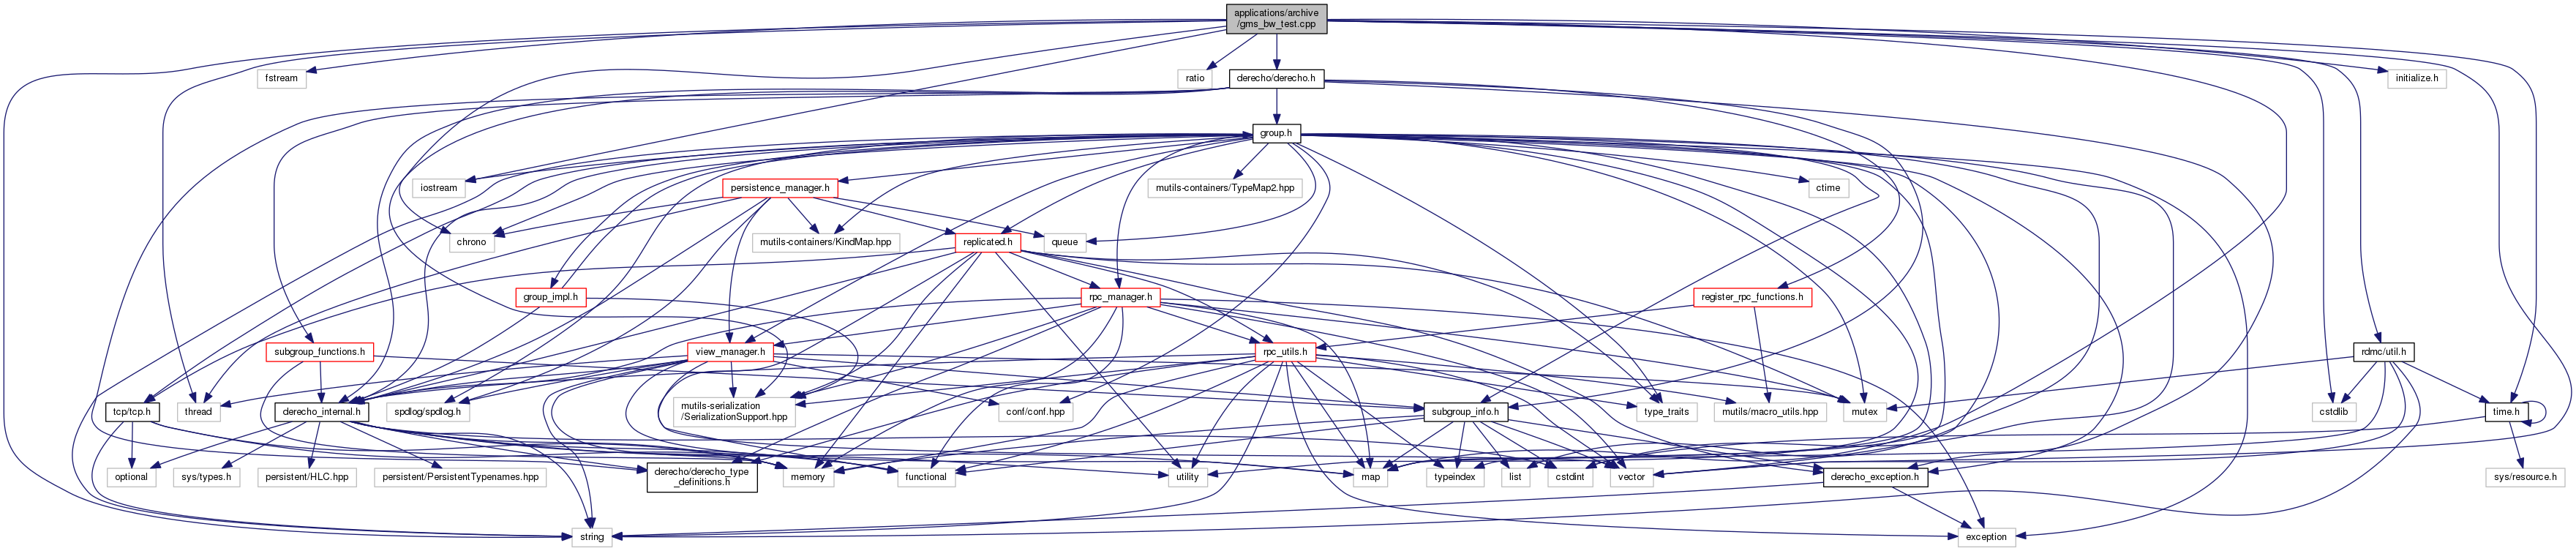 applications/archive
/gms_bw_test.cpp
fstream
ratio
derecho/derecho.h
initialize.h
group.h
iostream
persistence_manager.h
mutils-containers/TypeMap2.hpp
ctime
chrono
mutils-containers/KindMap.hpp
replicated.h
queue
group_impl.h
rpc_manager.h
register_rpc_functions.h
subgroup_functions.h
view_manager.h
rpc_utils.h
rdmc/util.h
tcp/tcp.h
thread
derecho_internal.h
spdlog/spdlog.h
mutils-serialization
/SerializationSupport.hpp
conf/conf.hpp
subgroup_info.h
type_traits
mutils/macro_utils.hpp
mutex
cstdlib
time.h
optional
sys/types.h
persistent/HLC.hpp
persistent/PersistentTypenames.hpp
derecho/derecho_type
_definitions.h
memory
functional
utility
map
typeindex
list
cstdint
vector
derecho_exception.h
sys/resource.h
string
exception